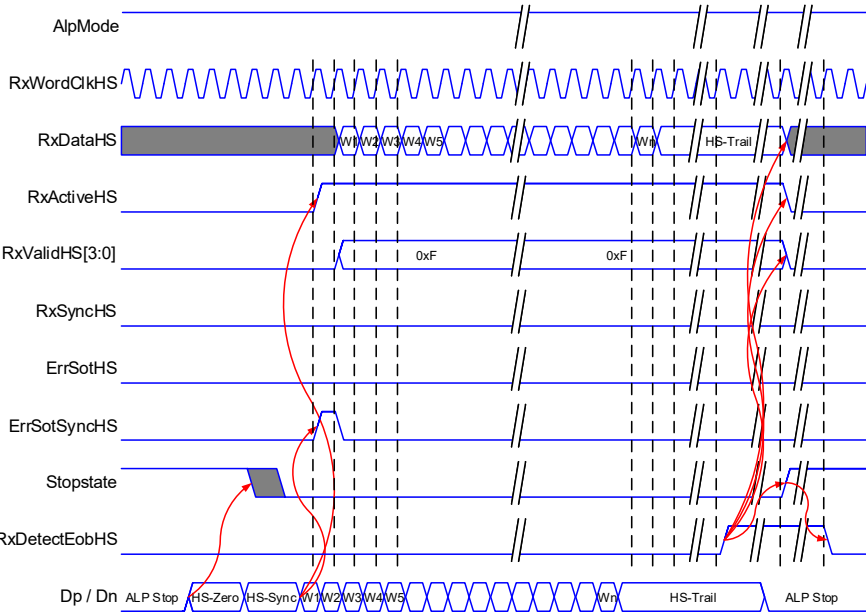 AlpMode
RxWordClkHS
RxDataHS W1 W2 W3 W4 W5 Wn HS-Trail
RxActiveHS
RxValidHS[3:0] 0xF 0xF
RxSyncHS
ErrSotHS
ErrSotSyncHS
Stopstate
RxDetectEobHS
Dp / Dn ALP Stop HS-Zero HS-Sync W1 W2 W3 W4 W5 Wn HS-Trail ALP Stop